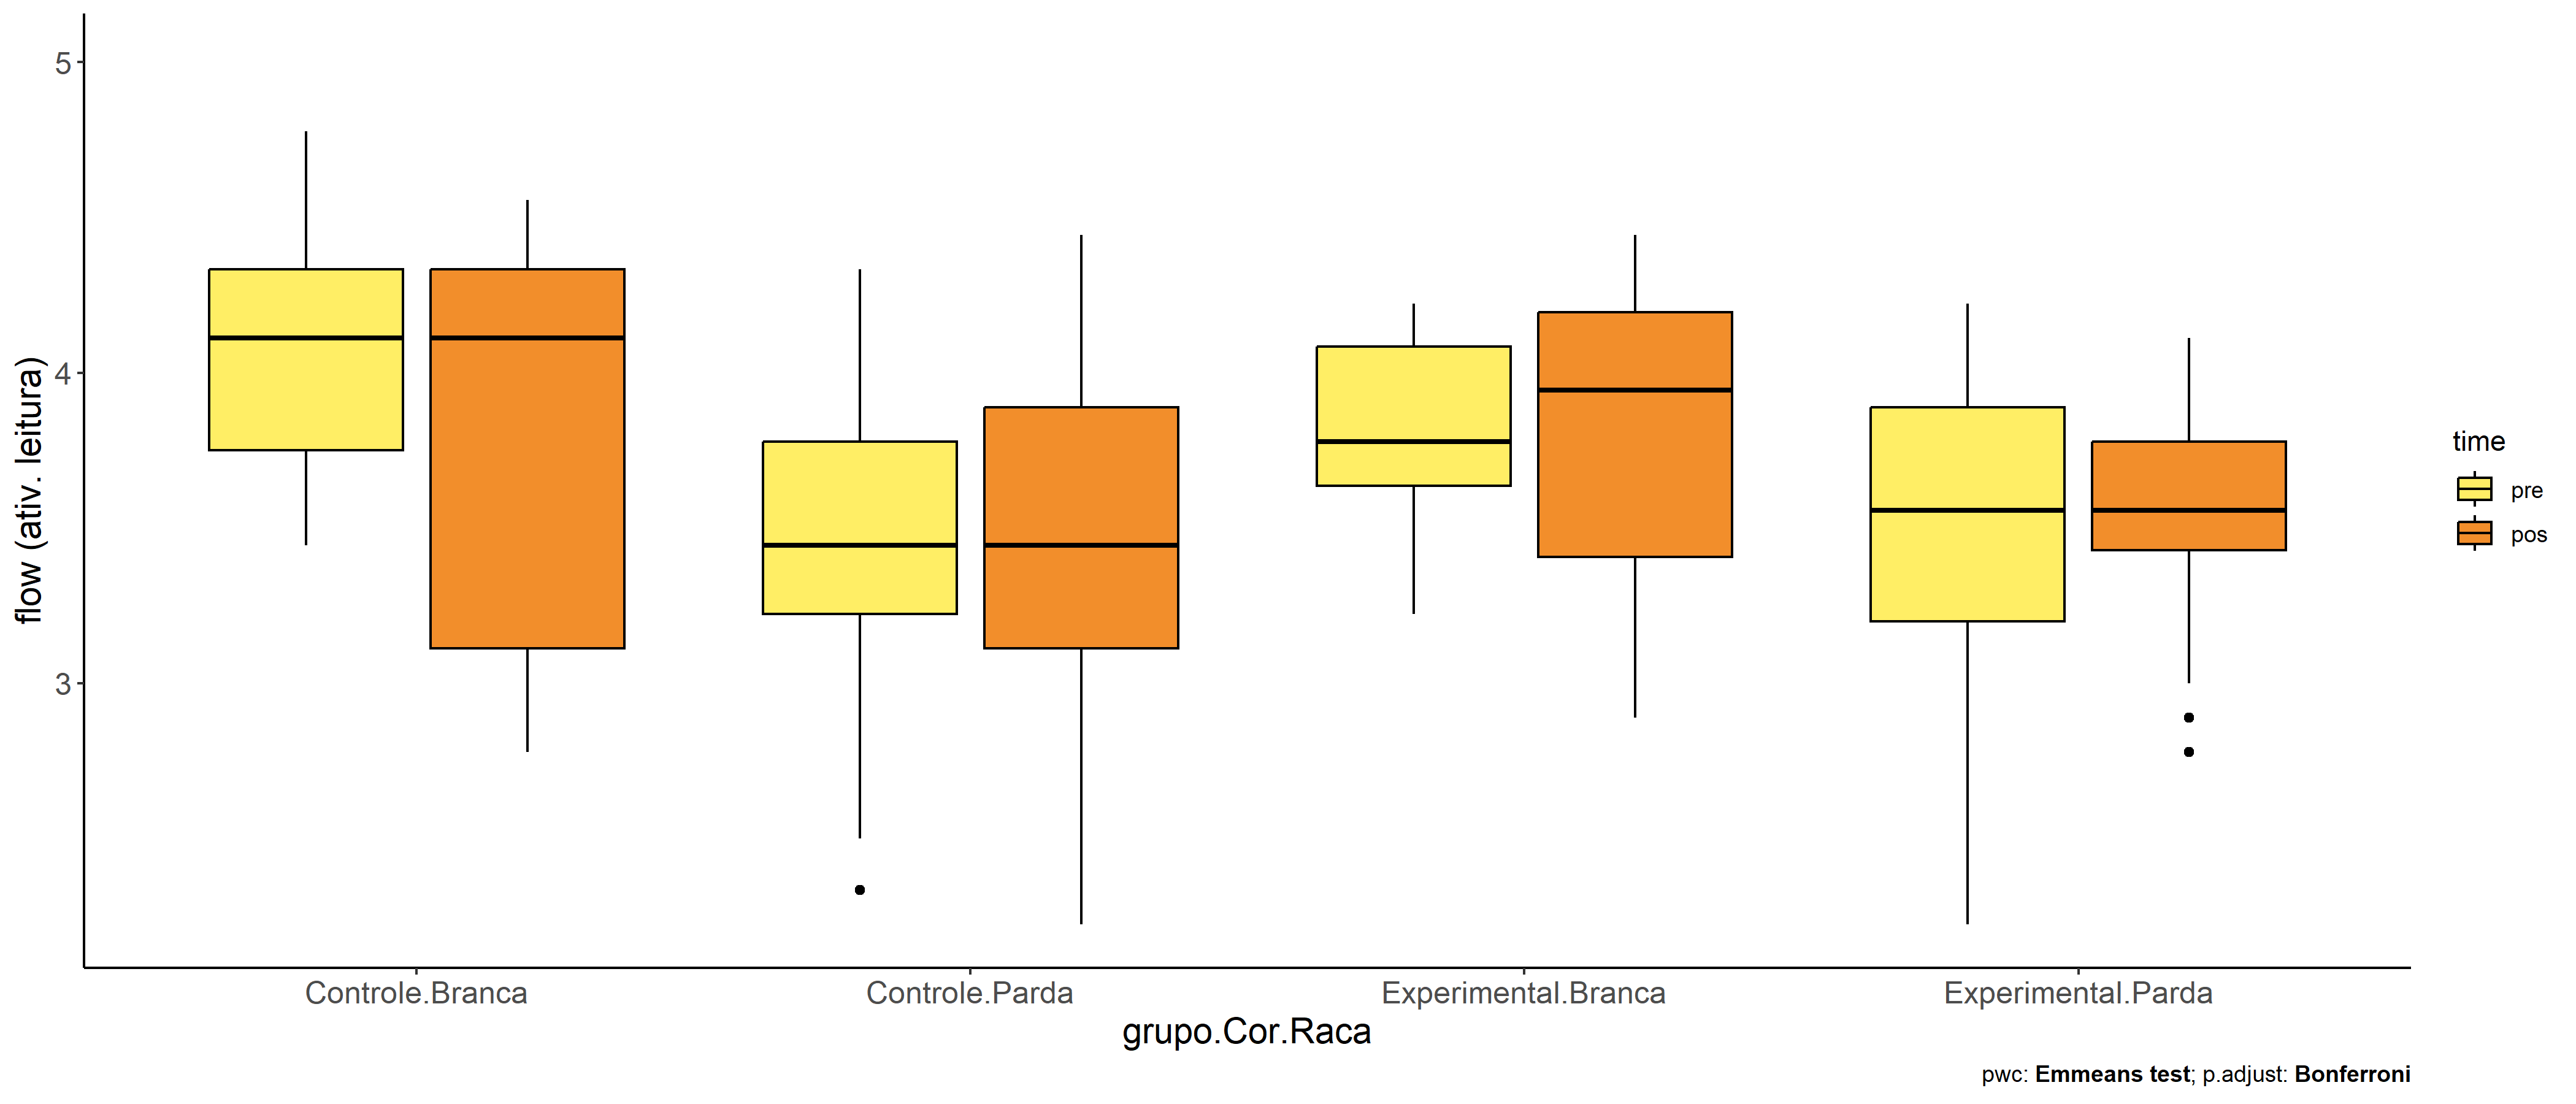 flow (ativ. leitura)
5
4
3
Controle.Branca
Controle.Parda
Experimental.Branca
Experimental.Parda
grupo.Cor.Raca
time
pre
pos
pwc: Emmeans test; p.adjust: Bonferroni